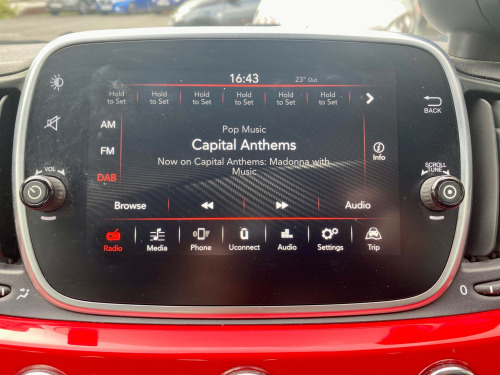 16:43
23° Out
Hold to Set
Hold to Set
Hold to Set
Hold to Set
Hold to Set
Hold to Set
AM
FM
DAB
Pop Music
Capital Anthems
Now on Capital Anthems: Madonna with
Music
Info
BACK
VOL
SCROLL
TUNE
Browse
Audio
Radio
Media
Phone
Uconnect
Audio
Settings
Trip
0